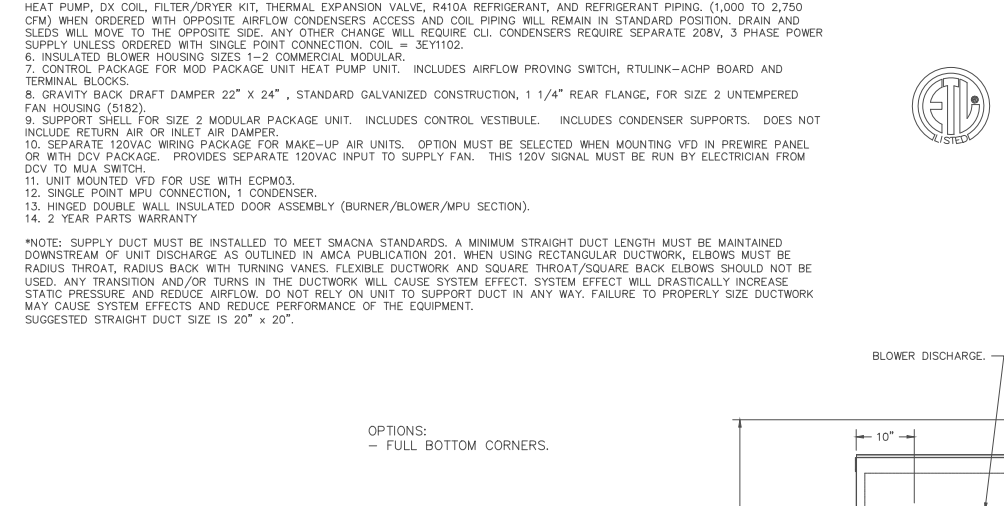 HEAT PUMP, DX COIL, FILTER/DRYER KIT, THERMAL EXPANSION VALVE, R410A REFRIGERANT, AND REFRIGERANT PIPING. (1,000 TO 2,750
CFM) WHEN ORDERED WITH OPPOSITE AIRFLOW CONDENSERS ACCESS AND COIL PIPING WILL REMAIN IN STANDARD POSITION. DRAIN AND
SLEDS WILL MOVE TO THE OPPOSITE SIDE. ANY OTHER CHANGE WILL REQUIRE CLI. CONDENSERS REQUIRE SEPARATE 208V, 3 PHASE POWER
SUPPLY UNLESS ORDERED WITH SINGLE POINT CONNECTION. COIL = 3EY1102.
6. INSULATED BLOWER HOUSING SIZES 1-2 COMMERCIAL MODULAR.
7. CONTROL PACKAGE FOR MOD PACKAGE UNIT HEAT PUMP UNIT. INCLUDES AIRFLOW PROVING SWITCH, RTULINK-ACHP BOARD AND
TERMINAL BLOCKS.
8. GRAVITY BACK DRAFT DAMPER 22" X 24" , STANDARD GALVANIZED CONSTRUCTION, 1 1/4" REAR FLANGE, FOR SIZE 2 UNTEMPERED
FAN HOUSING (5182).
9. SUPPORT SHELL FOR SIZE 2 MODULAR PACKAGE UNIT. INCLUDES CONTROL VESTIBULE. INCLUDES CONDENSER SUPPORTS. DOES NOT
INCLUDE RETURN AIR OR INLET AIR DAMPER.
10. SEPARATE 120VAC WIRING PACKAGE FOR MAKE-UP AIR UNITS. OPTION MUST BE SELECTED WHEN MOUNTING VFD IN PREWIRE PANEL
OR WITH DCV PACKAGE. PROVIDES SEPARATE 120VAC INPUT TO SUPPLY FAN. THIS 120V SIGNAL MUST BE RUN BY ELECTRICIAN FROM
DCV TO MUA SWITCH.
11. UNIT MOUNTED VFD FOR USE WITH ECPM03.
12. SINGLE POINT MPU CONNECTION, 1 CONDENSER.
13. HINGED DOUBLE WALL INSULATED DOOR ASSEMBLY (BURNER/BLOWER/MPU SECTION).
14. 2 YEAR PARTS WARRANTY
*NOTE: SUPPLY DUCT MUST BE INSTALLED TO MEET SMACNA STANDARDS. A MINIMUM STRAIGHT DUCT LENGTH MUST BE MAINTAINED
DOWNSTREAM OF UNIT DISCHARGE AS OUTLINED IN AMCA PUBLICATION 201. WHEN USING RECTANGULAR DUCTWORK, ELBOWS MUST BE
RADIUS THROAT, RADIUS BACK WITH TURNING VANES. FLEXIBLE DUCTWORK AND SQUARE THROAT/SQUARE BACK ELBOWS SHOULD NOT BE
USED. ANY TRANSITION AND/OR TURNS IN THE DUCTWORK WILL CAUSE SYSTEM EFFECT. SYSTEM EFFECT WILL DRASTICALLY INCREASE
STATIC PRESSURE AND REDUCE AIRFLOW. DO NOT RELY ON UNIT TO SUPPORT DUCT IN ANY WAY. FAILURE TO PROPERLY SIZE DUCTWORK
MAY CAUSE SYSTEM EFFECTS AND REDUCE PERFORMANCE OF THE EQUIPMENT.
SUGGESTED STRAIGHT DUCT SIZE IS 20" x 20".
ETL ®
LISTED
BLOWER DISCHARGE.
OPTIONS:
- FULL BOTTOM CORNERS.
10"